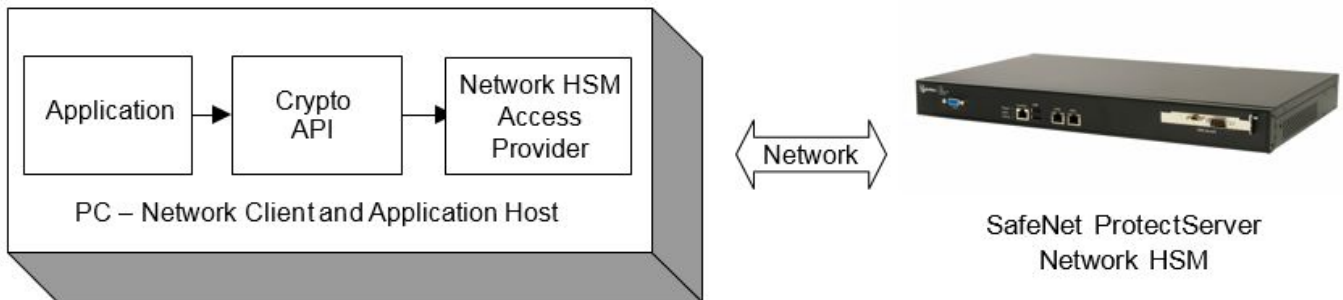 Application
Crypto
API
Network HSM
Access
Provider
PC – Network Client and Application Host
Network
SafeNet ProtectServer
Network HSM